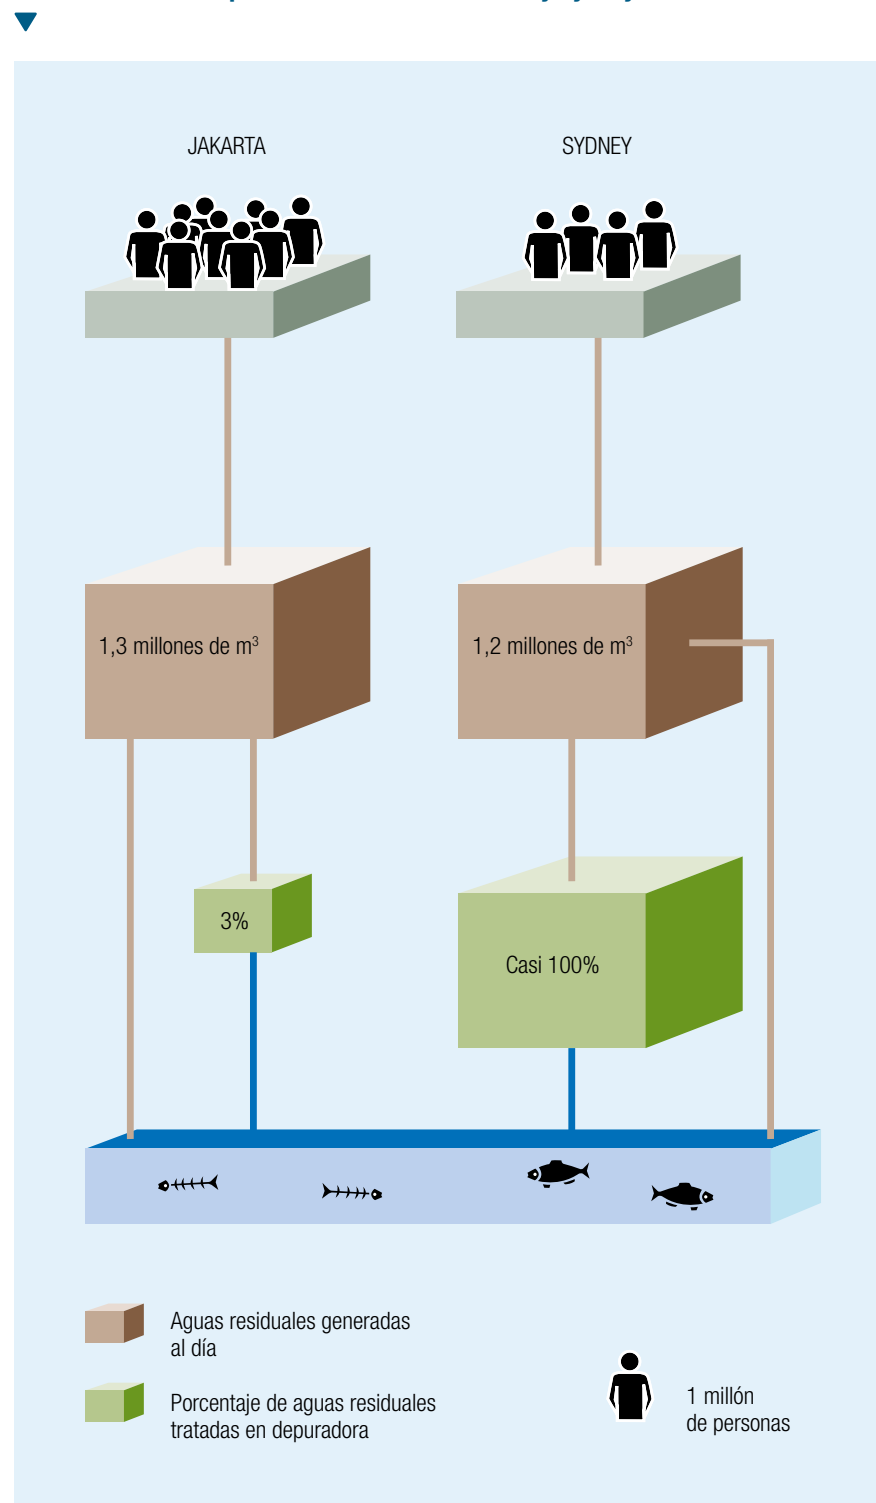 JAKARTA
SYDNEY
1,3 millones de m³
1,2 millones de m³
3%
Casi 100%
Aguas residuales generadas
al día
Porcentaje de aguas residuales
tratadas en depuradora
1 millón
de personas